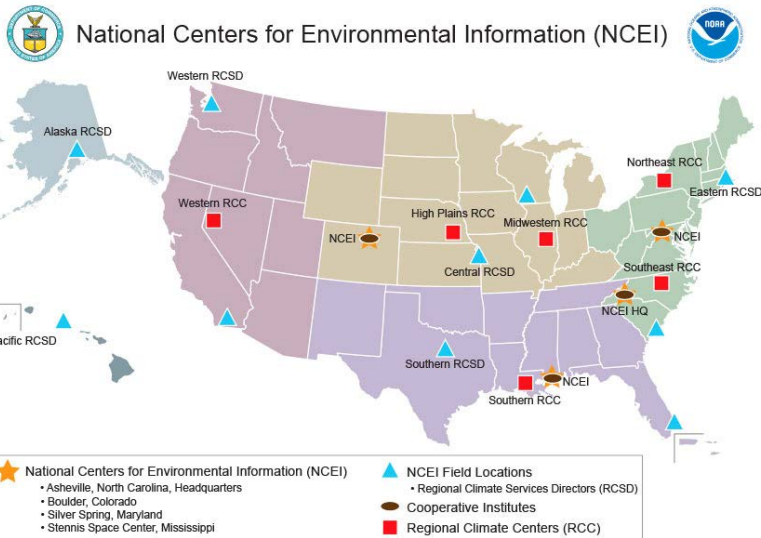 National Centers for Environmental Information (NCEI)
NOAA
Western RCSD
Alaska RCSD
Northeast RCC
Eastern RCSD
Western RCC
High Plains RCC
Midwestern RCC
NCEI
NCEI
Central RCSD
Southeast RCC
NCEI HQ
acific RCSD
Southern RCSD
NCEI
Southern RCC
National Centers for Environmental Information (NCEI)
• Asheville, North Carolina, Headquarters
• Boulder, Colorado
• Silver Spring, Maryland
• Stennis Space Center, Mississippi
NCEI Field Locations
• Regional Climate Services Directors (RCSD)
Cooperative Institutes
Regional Climate Centers (RCC)